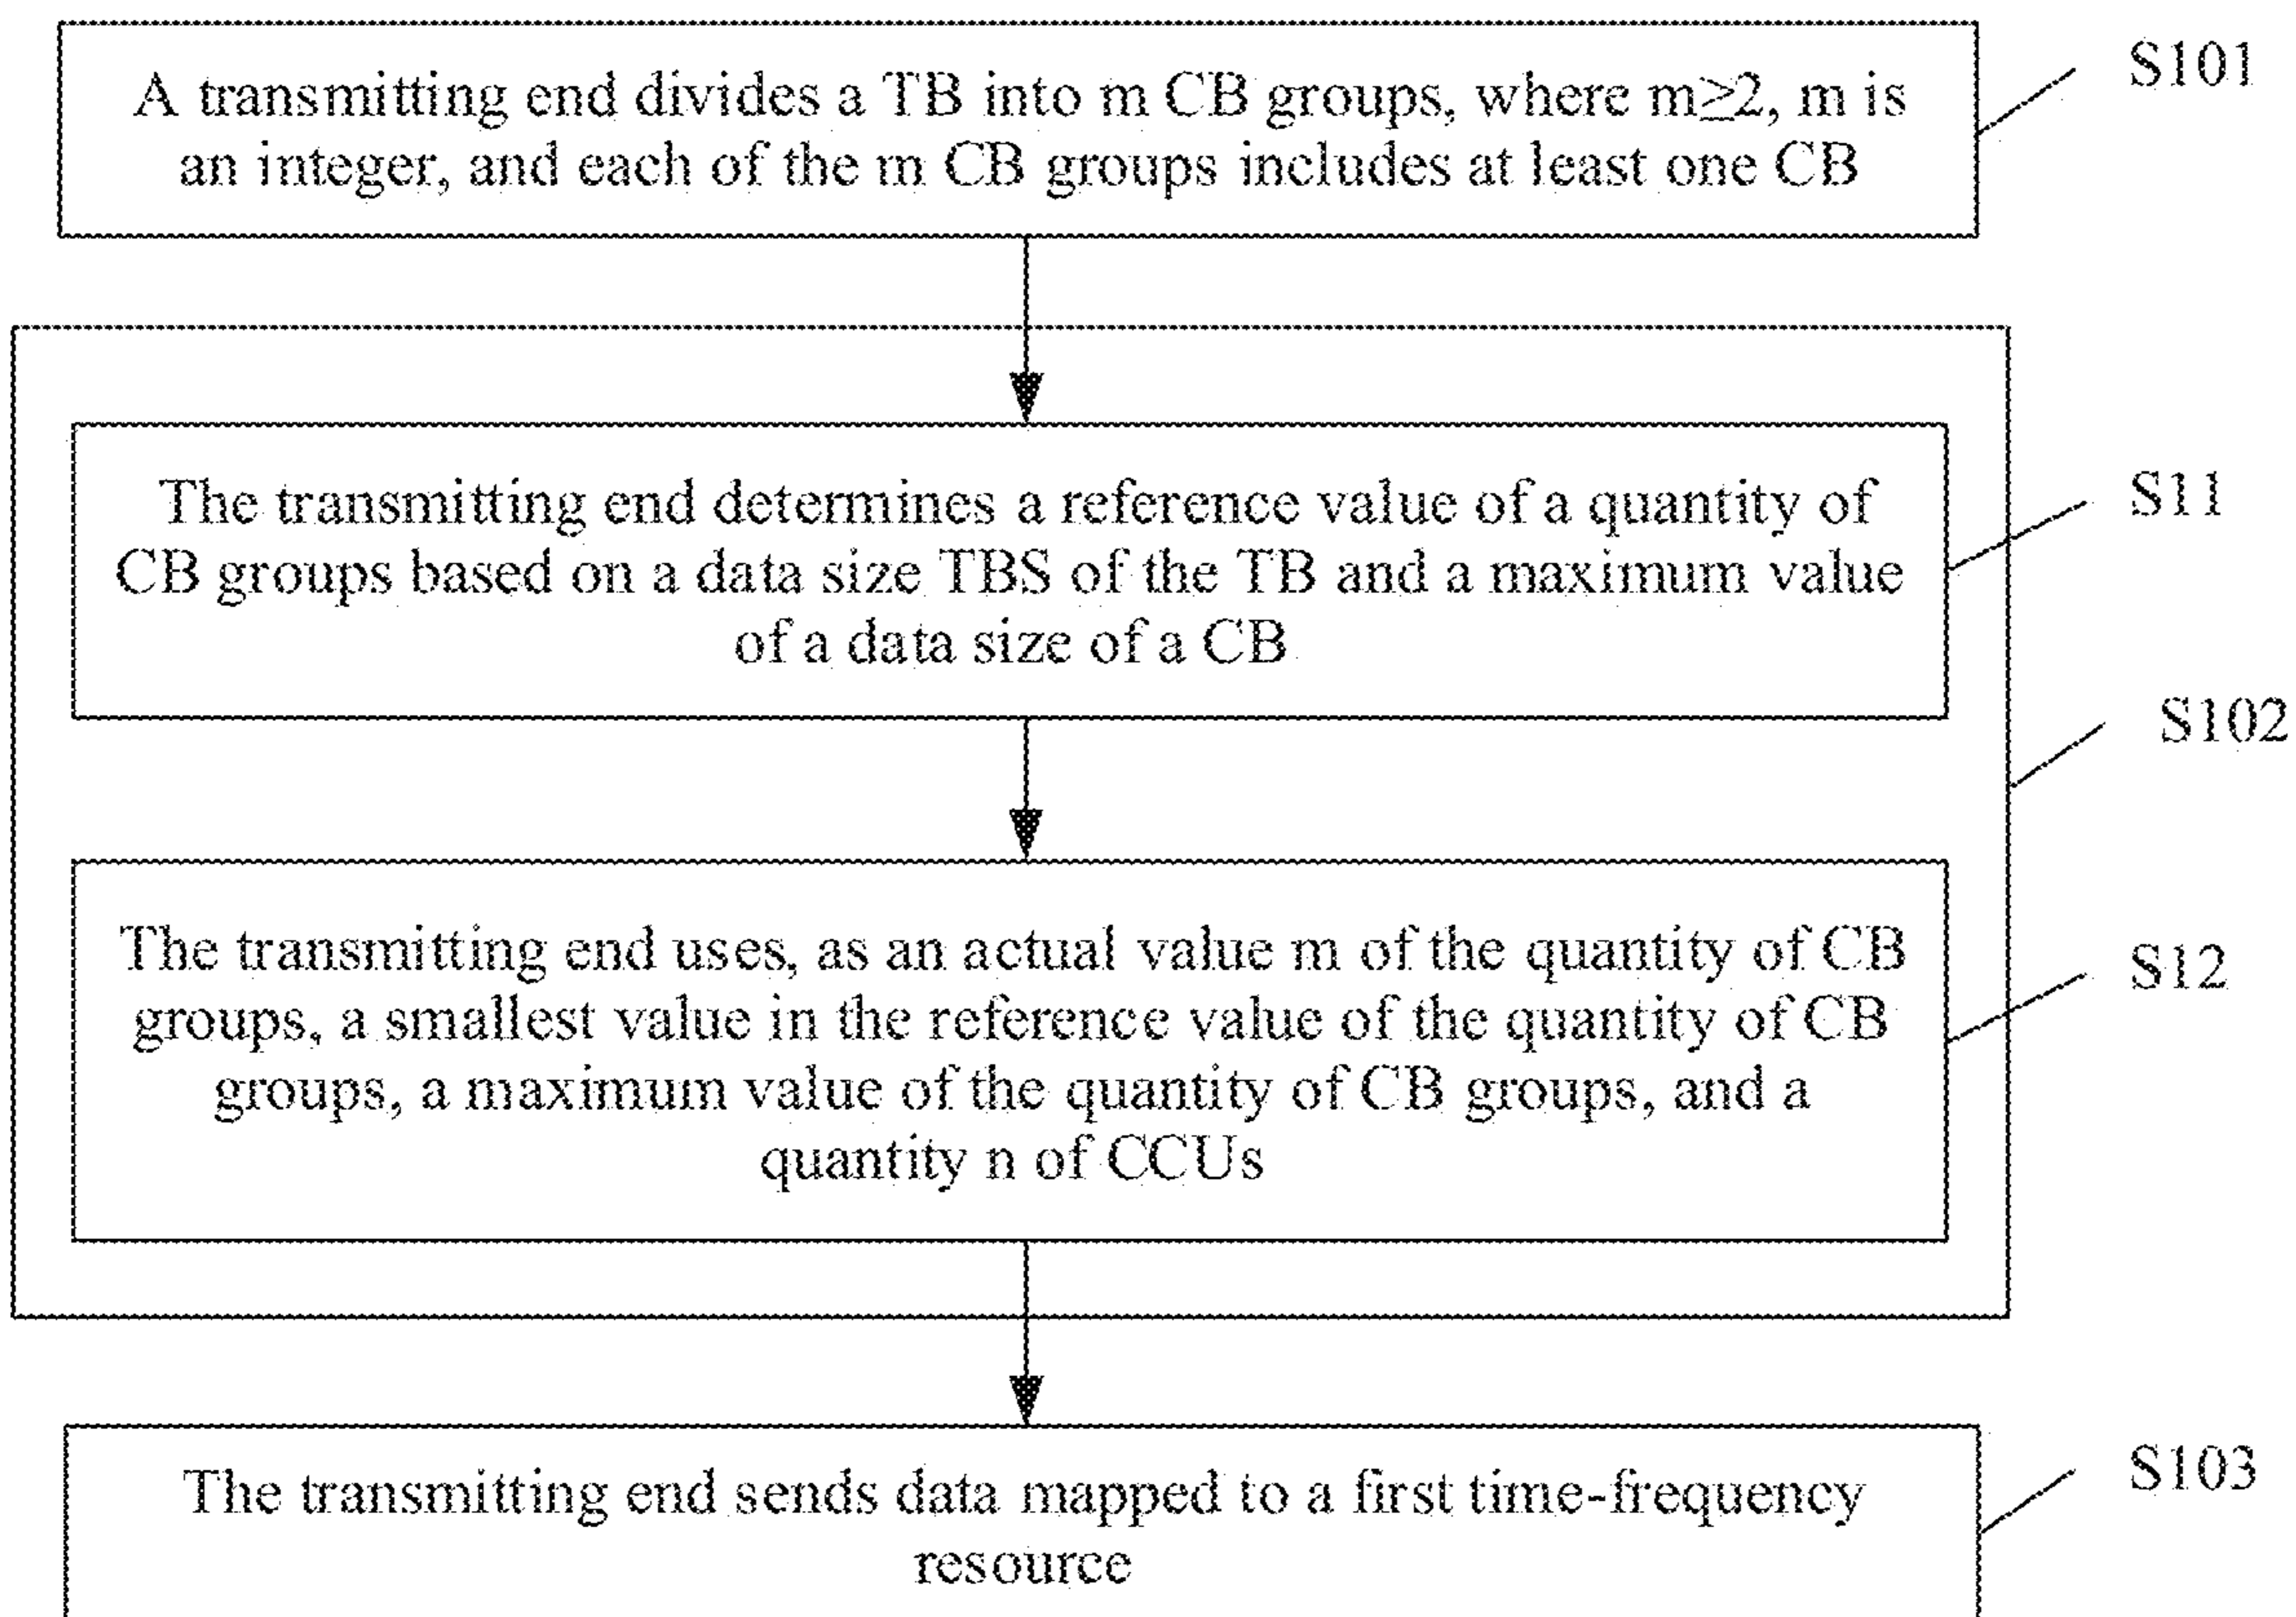 A transmitting end divides a TB into m CB groups, where m≥2, m is
an integer, and each of the m CB groups includes at least one CB
S101
The transmitting end determines a reference value of a quantity of
CB groups based on a data size TBS of the TB and a maximum value
of a data size of a CB
S11
S102
The transmitting end uses, as an actual value m of the quantity of CB
groups, a smallest value in the reference value of the quantity of CB
groups, a maximum value of the quantity of CB groups, and a
quantity n of CCUs
S12
The transmitting end sends data mapped to a first time-frequency
resource
S103